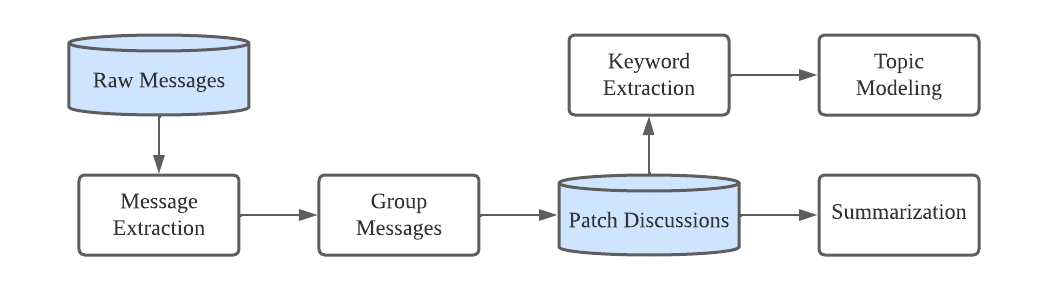 Raw Messages
Keyword
Extraction
Topic
Modeling
Message
Extraction
Group
Messages
Patch Discussions
Summarization